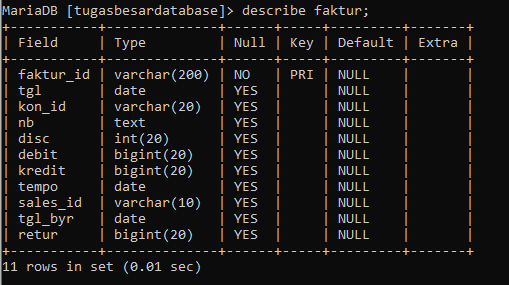 MariaDB [tugasbesardatabase]> describe faktur;
+-----------+--------------+------+-----+---------+-------+
| Field     | Type         | Null | Key | Default | Extra |
+-----------+--------------+------+-----+---------+-------+
| faktur_id | varchar(200) | NO   | PRI | NULL    |       |
| tgl       | date         | YES  |     | NULL    |       |
| kon_id    | varchar(20)  | YES  |     | NULL    |       |
| nb        | text         | YES  |     | NULL    |       |
| disc      | int(20)      | YES  |     | NULL    |       |
| debit     | bigint(20)   | YES  |     | NULL    |       |
| kredit    | bigint(20)   | YES  |     | NULL    |       |
| tempo     | date         | YES  |     | NULL    |       |
| sales_id  | varchar(10)  | YES  |     | NULL    |       |
| tgl_byr   | date         | YES  |     | NULL    |       |
| retur     | bigint(20)   | YES  |     | NULL    |       |
+-----------+--------------+------+-----+---------+-------+
11 rows in set (0.01 sec)